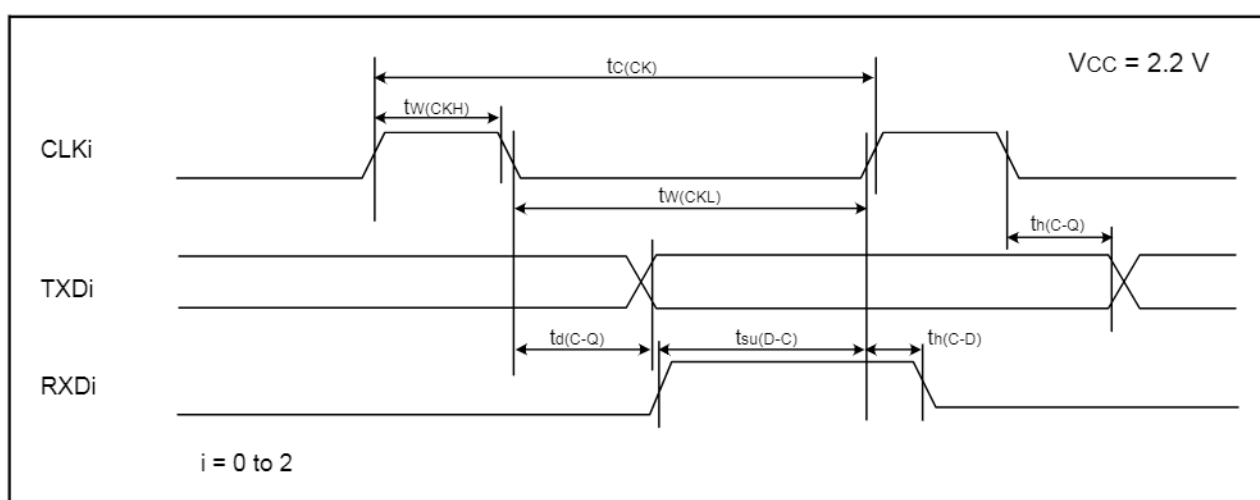 tC(CK)
VCC = 2.2 V
tW(CKH)
CLKi
tW(CKL)
th(C-Q)
TXDi
td(C-Q)
tsu(D-C)
th(C-D)
RXDi
i = 0 to 2